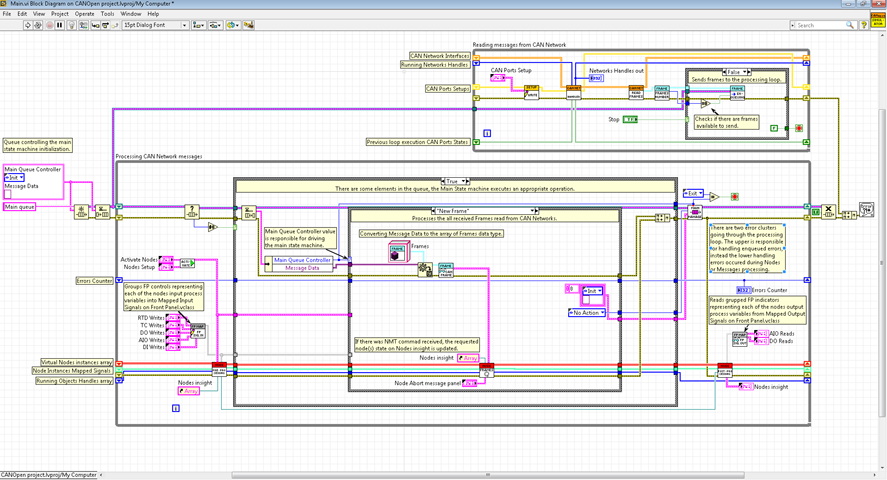 Main.vi Block Diagram on CANOpen project.lvproj/My Computer *
File Edit View Project Operate Tools Window Help
15pt Dialog Font
Search
Reading messages from CAN Network
CAN Network Interfaces
Running Networks Handles
CAN Ports Setup
Networks Handles out
False
Sends frames to the processing loop.
CAN Ports Setups
Checks if there are frames
available to send.
Stop
Previous loop execution CAN Ports States
Queue controlling the main
state machine initialization.
Processing CAN Network messages
Main Queue Controller
Init
Message Data
Main queue
True
There are some elements in the queue, the Main State machine executes an appropriate operation.
Exit
"New Frame"
Processes the all received Frames read from CAN Networks.
Main Queue Controller value
is responsible for driving
the main state machine.
Converting Message Data to the array of Frames data type.
Frames
Main Queue Controller
Message Data
There are two error clusters
going through the processing
loop. The upper is responsible
for handling enqueued errors,
instead the lower handling
errors occured during Nodes
or Messages processing.
Activate Nodes
Nodes Setup
Errors Counter
Errors Counter
Groups FP controls representing
each of the nodes input process
variables into Mapped Input
Signals on Front Panel.vclass
Init
No Action
Reads grupped FP indicators
representing each of the nodes output
process variables from Mapped Output
Signals on Front Panel.vclass
RTD Writes
TC Writes
DO Writes
AIO Writes
DI Writes
AIO Reads
DO Reads
If there was NMT command received, the requested
node(s) state on Nodes insight is updated.
Nodes insight
Array
Virtual Nodes instances array
Node Instances Mapped Signals
Running Objects Handles array
Node Abort message panel
Nodes insight
Array
Nodes insight
CANOpen project.lvproj/My Computer